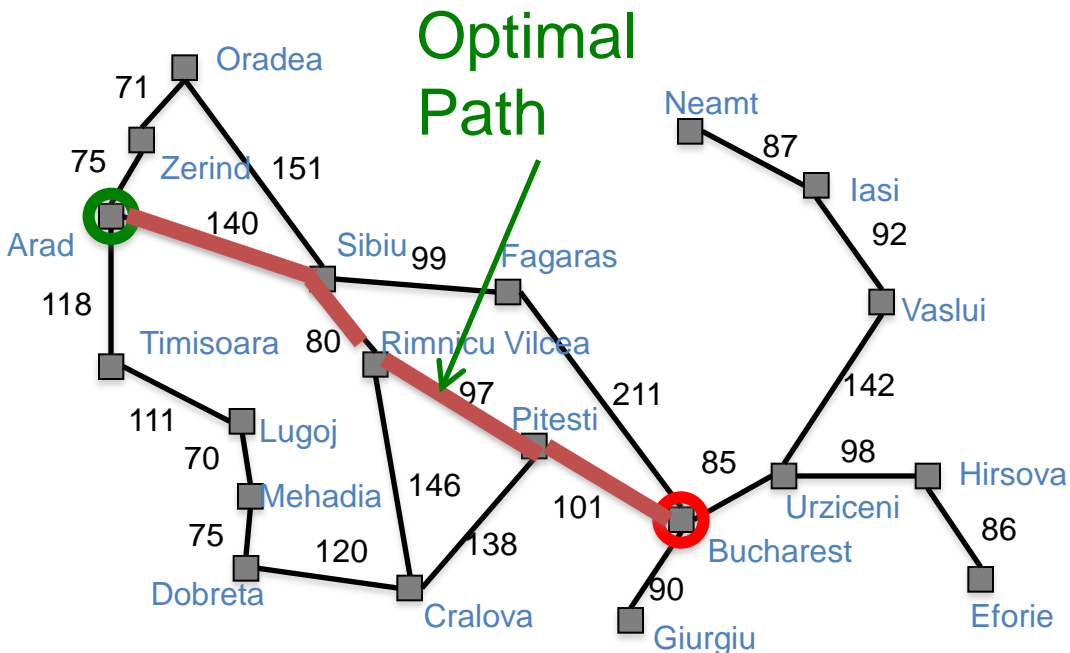 Optimal
Path
Oradea
71
Neamt
87
75
Zerind
151
Iasi
140
92
Arad
Sibiu
99
Fagaras
118
Vaslui
Timisoara
80
Rimnicu Vilcea
97
211
142
111
Lugoj
Pitesti
70
85
98
Hirsova
Mehadia
146
101
Urziceni
75
120
138
Bucharest
86
Dobreta
90
Cralova
Eforie
Giurgiu